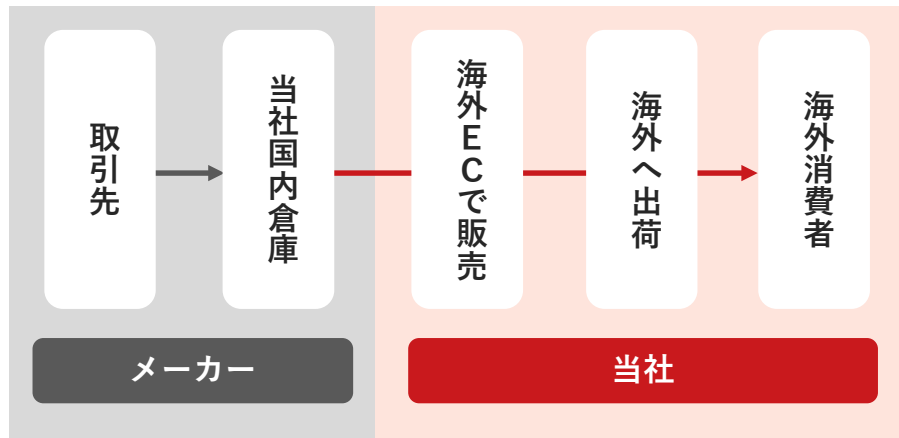 取引先
当社国内倉庫
海外ECで販売
海外へ出荷
海外消費者
メーカー
当社